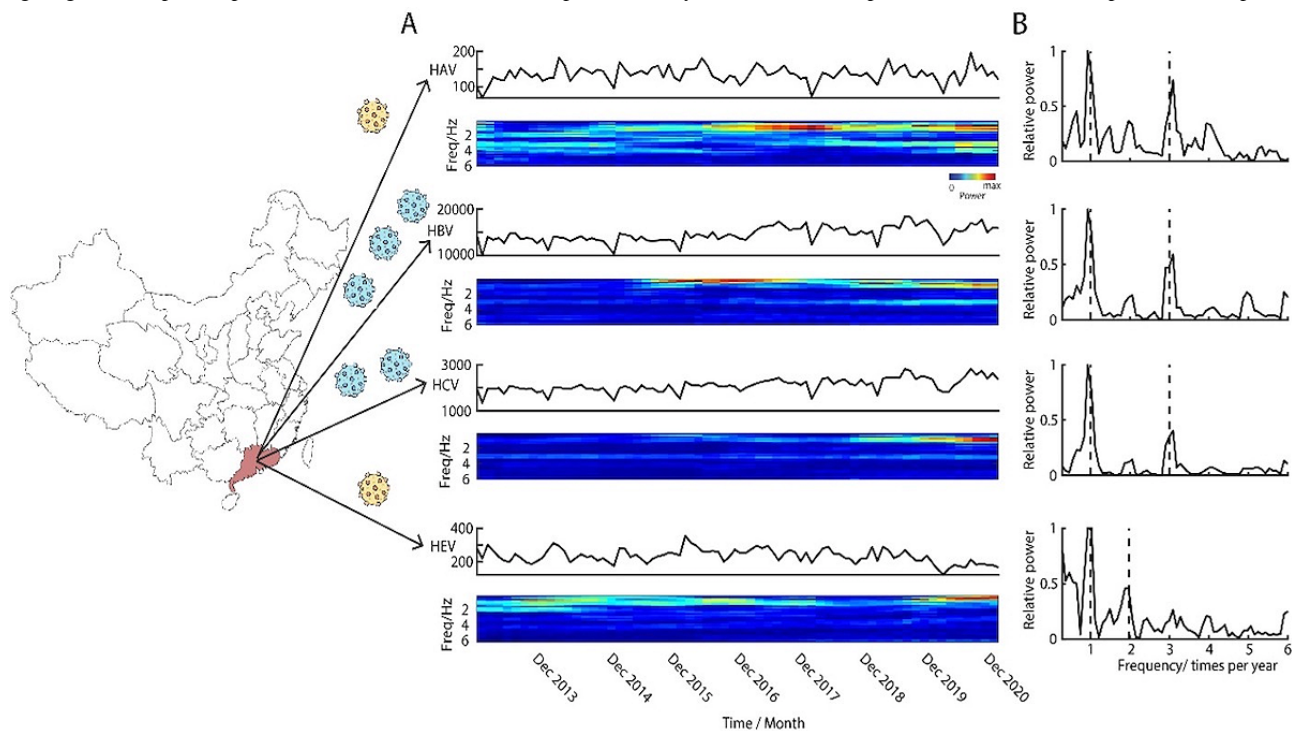 A
B
HAV
200
100
Freq/Hz
2
4
6
0
max
Power
Relative power
1
0.5
0
HBV
20000
10000
Freq/Hz
2
4
6
Relative power
1
0.5
0
HCV
3000
1000
Freq/Hz
2
4
6
Relative power
1
0.5
0
HEV
400
200
Freq/Hz
2
4
6
Relative power
1
0.5
0
Dec 2013
Dec 2014
Dec 2015
Dec 2016
Dec 2017
Dec 2018
Dec 2019
Dec 2020
Time / Month
1 2 3 4 5 6
Frequency/ times per year